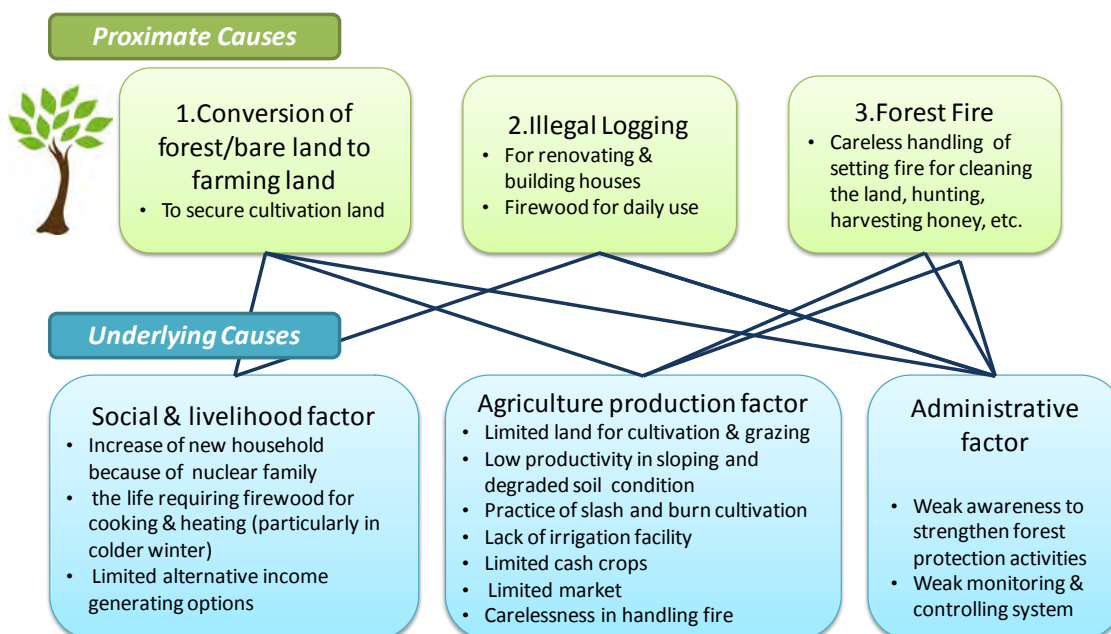 Proximate Causes
1.Conversion of
forest/bare land to
farming land
• To secure cultivation land
2.Illegal Logging
• For renovating &
building houses
• Firewood for daily use
3.Forest Fire
• Careless handling of
setting fire for cleaning
the land, hunting,
harvesting honey, etc.
Underlying Causes
Social & livelihood factor
• Increase of new household
because of nuclear family
• the life requiring firewood for
cooking & heating (particularly in
colder winter)
• Limited alternative income
generating options
Agriculture production factor
• Limited land for cultivation & grazing
• Low productivity in sloping and
degraded soil condition
• Practice of slash and burn cultivation
• Lack of irrigation facility
• Limited cash crops
• Limited market
• Carelessness in handling fire
Administrative
factor
• Weak awareness to
strengthen forest
protection activities
• Weak monitoring &
controlling system